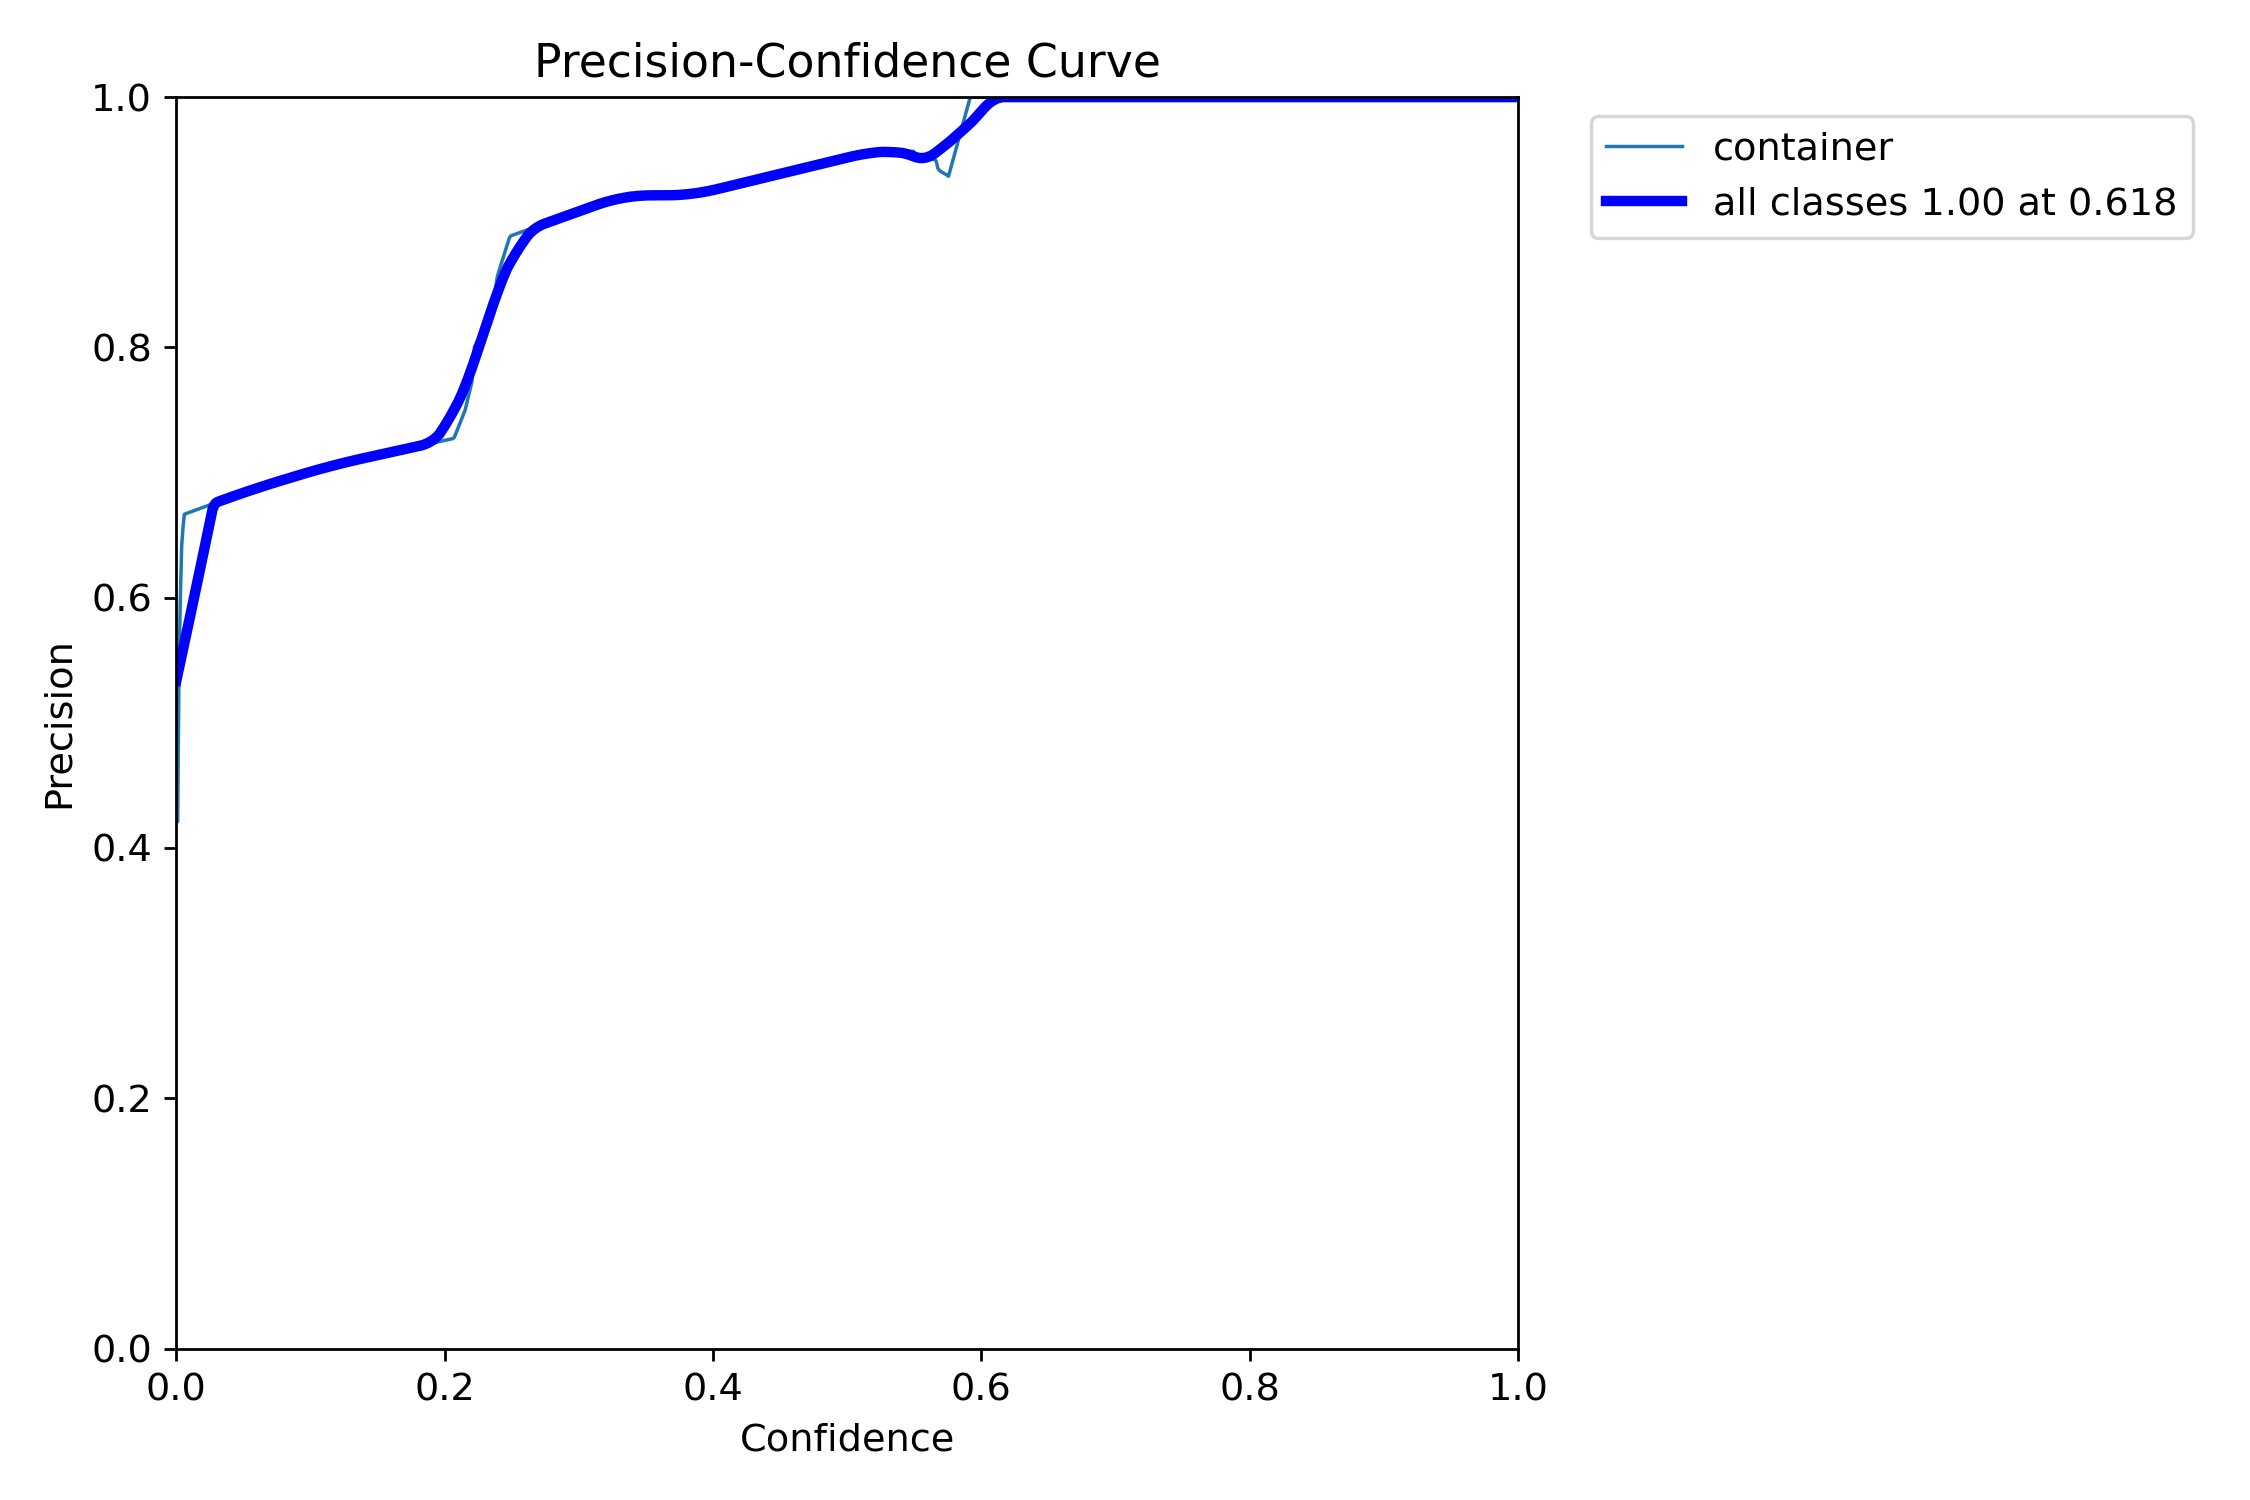 Precision-Confidence Curve
container
all classes 1.00 at 0.618
1.0
0.8
0.6
0.4
0.2
0.0
Precision
0.0 0.2 0.4 0.6 0.8 1.0
Confidence